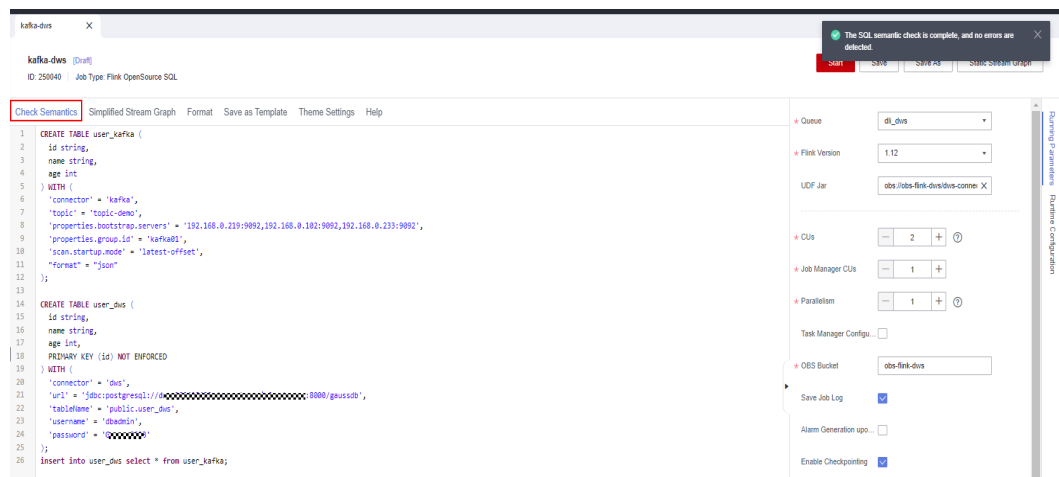 kafka-dws X
The SQL semantic check is complete, and no errors are
detected.
kafka-dws [Draft]
Start Save Save As Static Stream Graph
ID: 250040 Job Type: Flink OpenSource SQL
Check Semantics Simplified Stream Graph Format Save as Template Theme Settings Help
1 CREATE TABLE user_kafka (
2 id string,
3 name string,
4 age int
5 ) WITH (
6 'connector' = 'kafka',
7 'topic' = 'topic-demo',
8 'properties.bootstrap.servers' = '192.168.0.219:9092,192.168.0.102:9092,192.168.0.233:9092',
9 'properties.group.id' = 'kafka01',
10 'scan.startup.mode' = 'latest-offset',
11 "format" = "json"
12 );
13
14 CREATE TABLE user_dws (
15 id string,
16 name string,
17 age int,
18 PRIMARY KEY (id) NOT ENFORCED
19 ) WITH (
20 'connector' = 'dws',
21 'url' = 'jdbc:postgresql://d :8000/gaussdb',
22 'tableName' = 'public.user_dws',
23 'username' = 'dbadmin',
24 'password' = '
25 );
26 insert into user_dws select * from user_kafka;
* Queue dli_dws
* Flink Version 1.12
UDF Jar obs://obs-flink-dws/dws-connec X
* CUs − 2 + ?
* Job Manager CUs − 1 +
* Parallelism − 1 + ?
Task Manager Configu...
* OBS Bucket obs-flink-dws
Save Job Log
Alarm Generation upo...
Enable Checkpointing
Running Parameters
Runtime Configuration